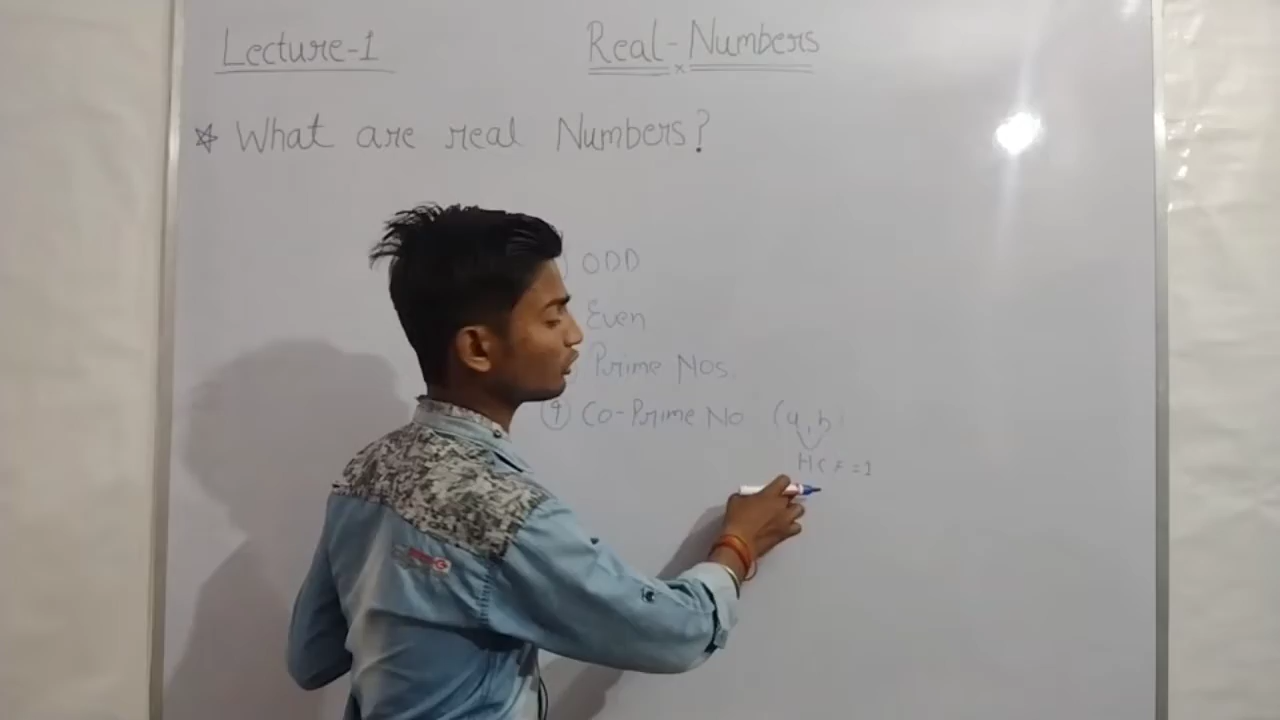 Lecture-1
Real-Numbers
What are real Numbers?
ODD
Even
Prime Nos.
④ Co-Prime No (a, b)
HCF = 1